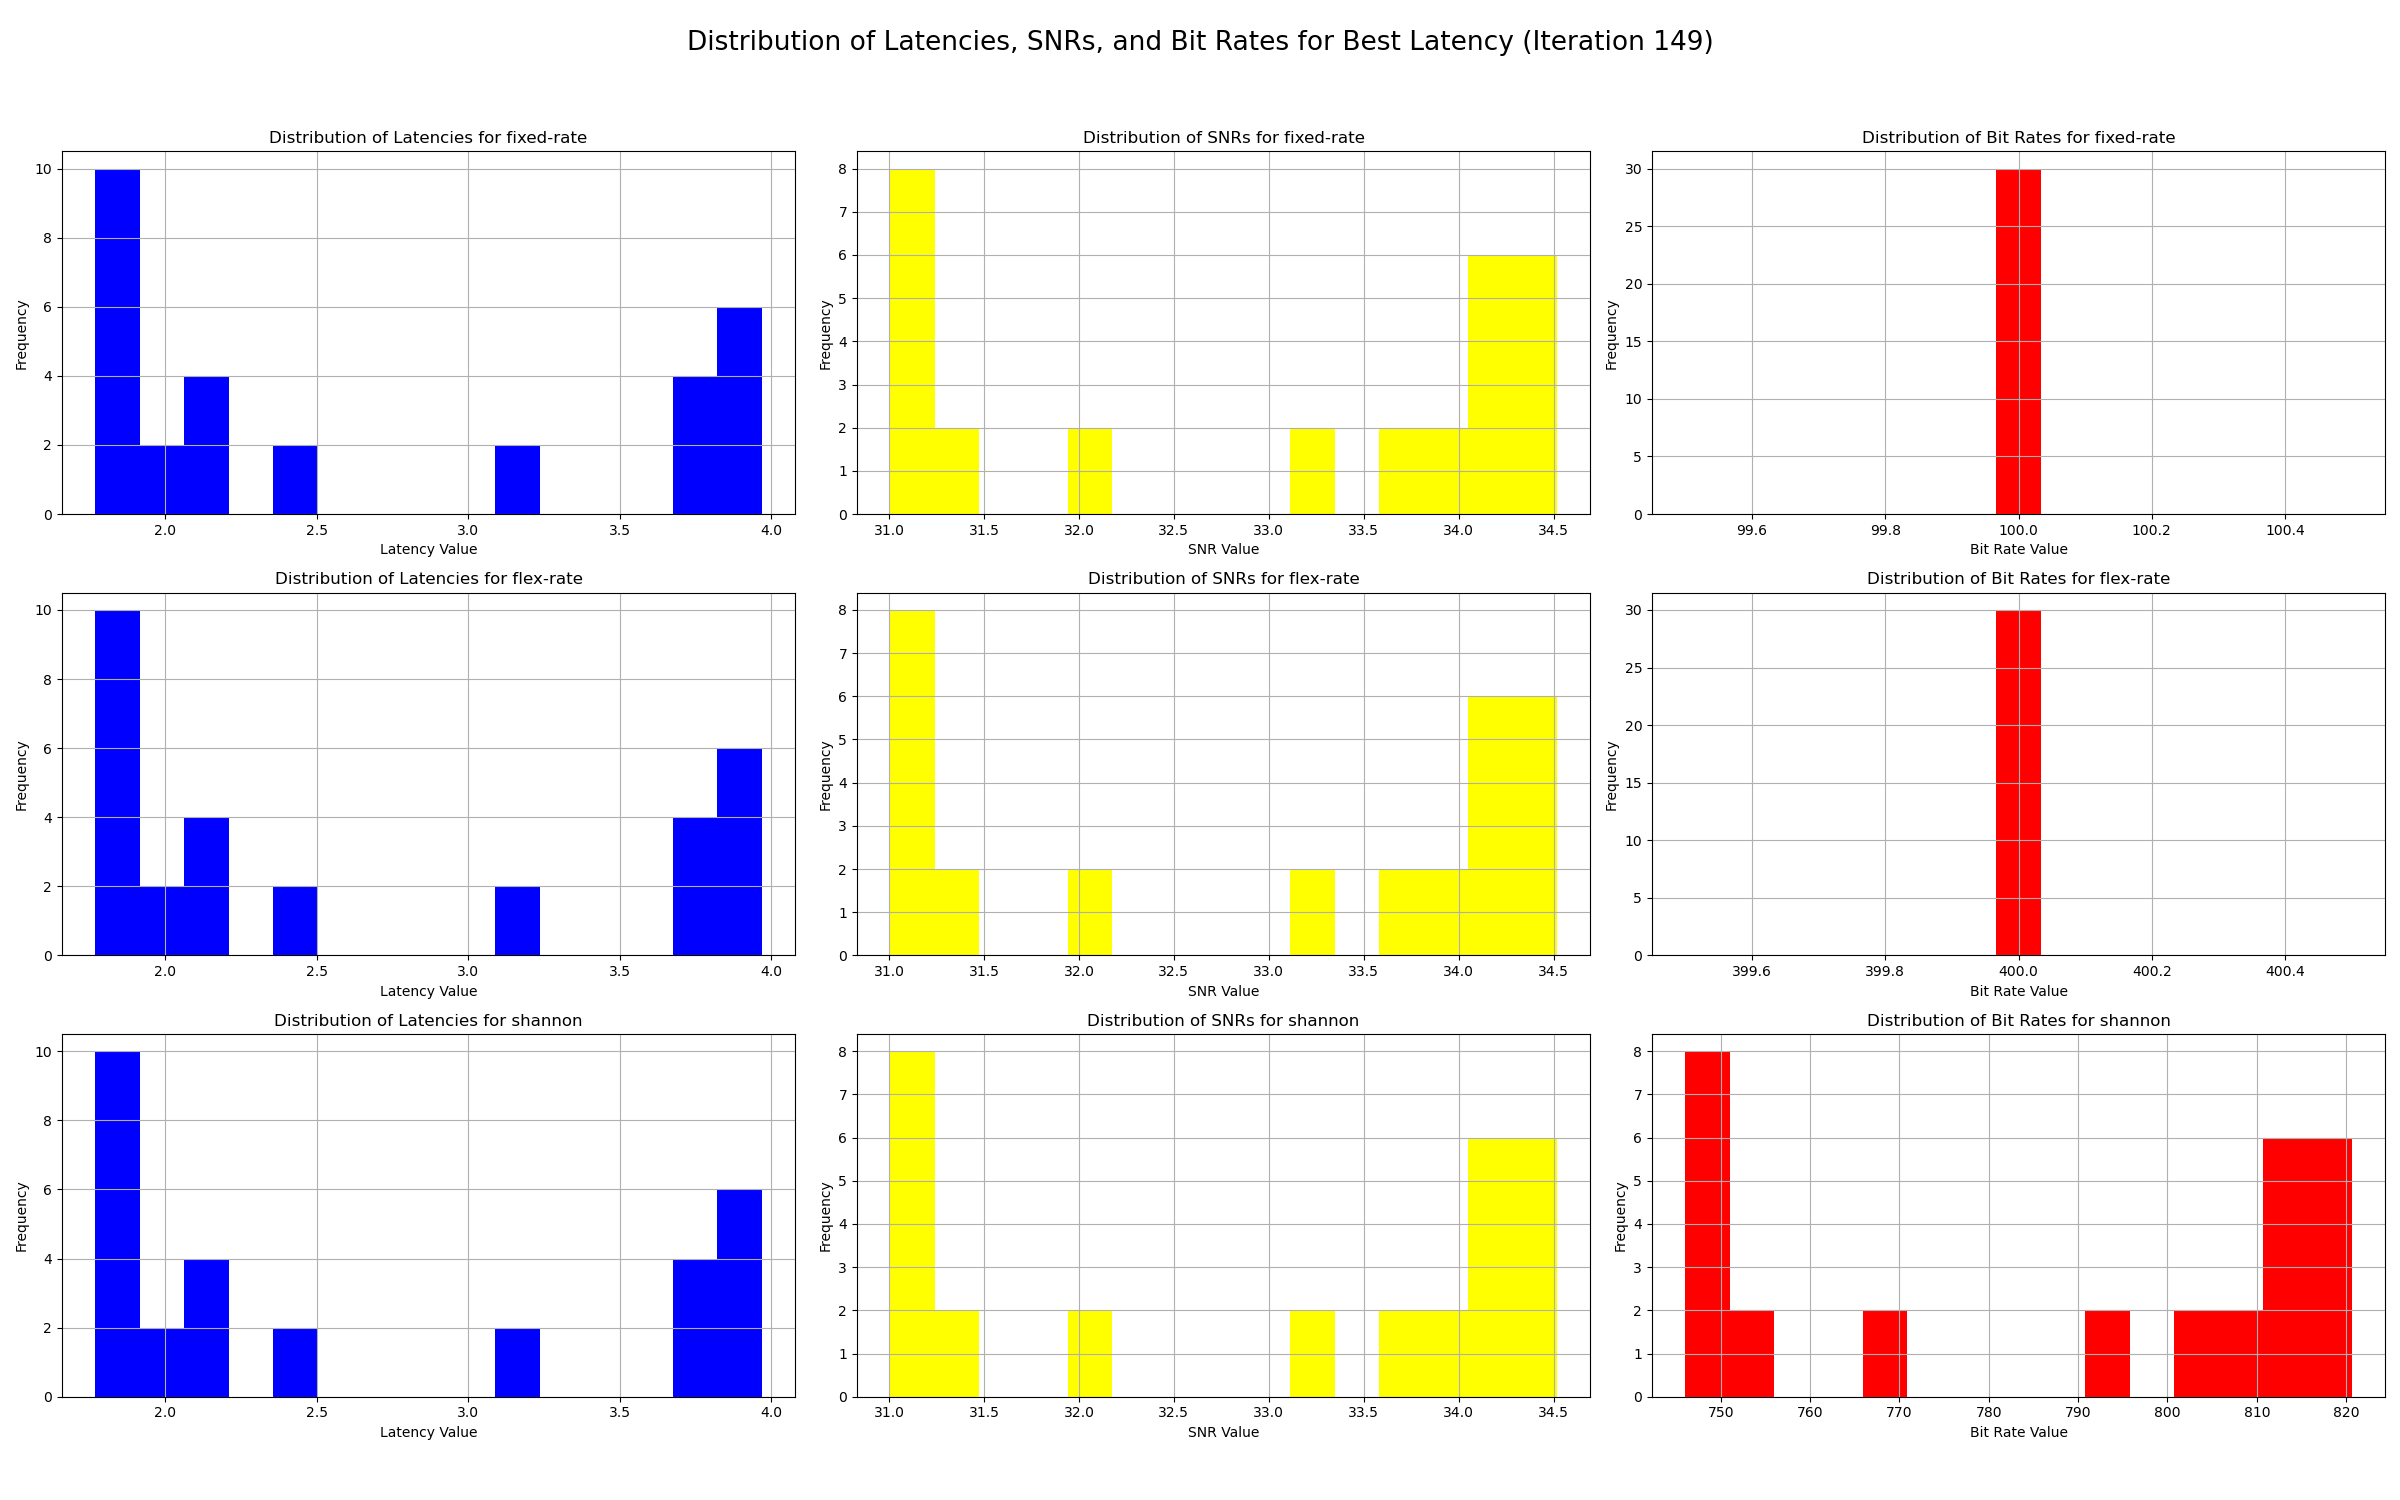 Distribution of Latencies, SNRs, and Bit Rates for Best Latency (Iteration 149)
Distribution of Latencies for fixed-rate
Frequency
10
8
6
4
2
0
2.0 2.5 3.0 3.5 4.0
Latency Value
Distribution of SNRs for fixed-rate
Frequency
8
7
6
5
4
3
2
1
0
31.0 31.5 32.0 32.5 33.0 33.5 34.0 34.5
SNR Value
Distribution of Bit Rates for fixed-rate
Frequency
30
25
20
15
10
5
0
99.6 99.8 100.0 100.2 100.4
Bit Rate Value
Distribution of Latencies for flex-rate
Frequency
10
8
6
4
2
0
2.0 2.5 3.0 3.5 4.0
Latency Value
Distribution of SNRs for flex-rate
Frequency
8
7
6
5
4
3
2
1
0
31.0 31.5 32.0 32.5 33.0 33.5 34.0 34.5
SNR Value
Distribution of Bit Rates for flex-rate
Frequency
30
25
20
15
10
5
0
399.6 399.8 400.0 400.2 400.4
Bit Rate Value
Distribution of Latencies for shannon
Frequency
10
8
6
4
2
0
2.0 2.5 3.0 3.5 4.0
Latency Value
Distribution of SNRs for shannon
Frequency
8
7
6
5
4
3
2
1
0
31.0 31.5 32.0 32.5 33.0 33.5 34.0 34.5
SNR Value
Distribution of Bit Rates for shannon
Frequency
8
7
6
5
4
3
2
1
0
750 760 770 780 790 800 810 820
Bit Rate Value